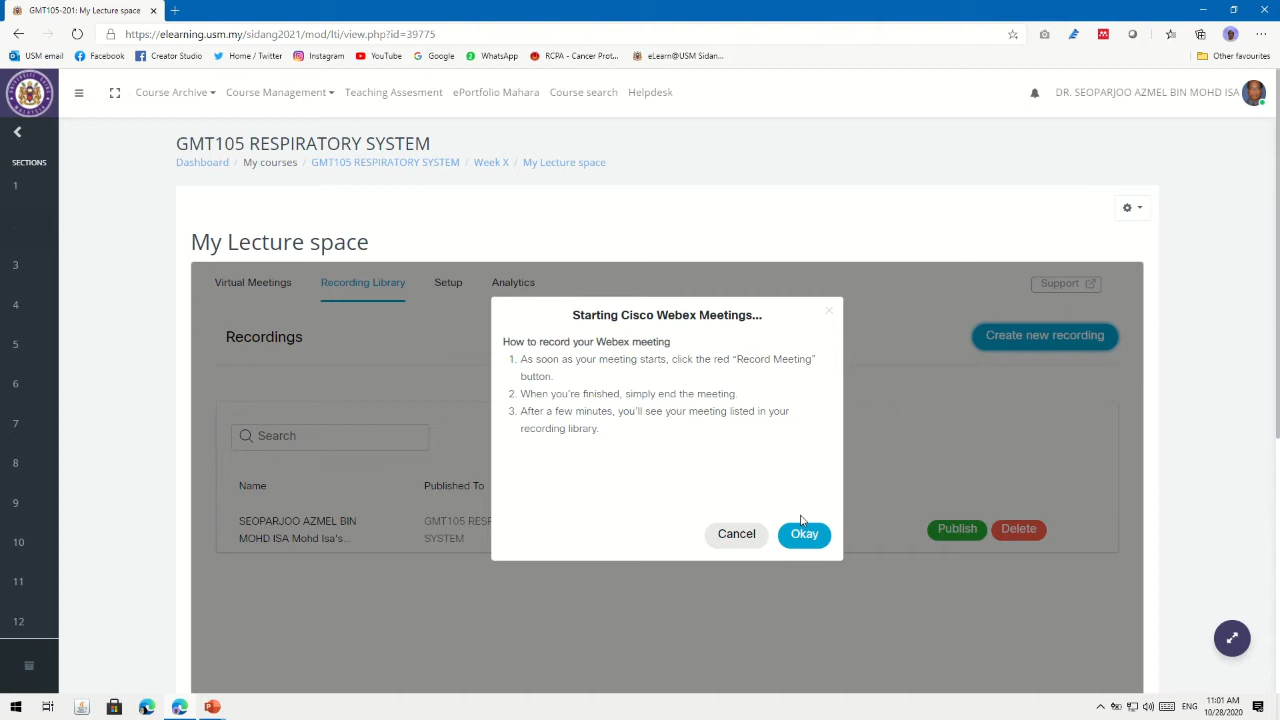 GMT105-201: My Lecture space
https://elearning.usm.my/sidang2021/mod/lti/view.php?id=39775
USM email
Facebook
Creator Studio
Home / Twitter
Instagram
YouTube
Google
WhatsApp
RCPA - Cancer Prot...
eLearn@USM Sidan...
Other favourites
Course Archive
Course Management
Teaching Assesment
ePortfolio Mahara
Course search
Helpdesk
DR. SEOPARJOO AZMEL BIN MOHD ISA
SECTIONS
1
3
4
5
6
7
8
9
10
11
12
GMT105 RESPIRATORY SYSTEM
Dashboard / My courses / GMT105 RESPIRATORY SYSTEM / Week X / My Lecture space
My Lecture space
Virtual Meetings
Recording Library
Setup
Analytics
Support
Recordings
Create new recording
Search
Name
Published To
SEOPARJOO AZMEL BIN
MOHD ISA Mohd Isa's...
GMT105 RESP
SYSTEM
Publish
Delete
Starting Cisco Webex Meetings...
How to record your Webex meeting
1. As soon as your meeting starts, click the red “Record Meeting”
button.
2. When you're finished, simply end the meeting.
3. After a few minutes, you'll see your meeting listed in your
recording library.
Cancel
Okay
ENG
11:01 AM
10/28/2020